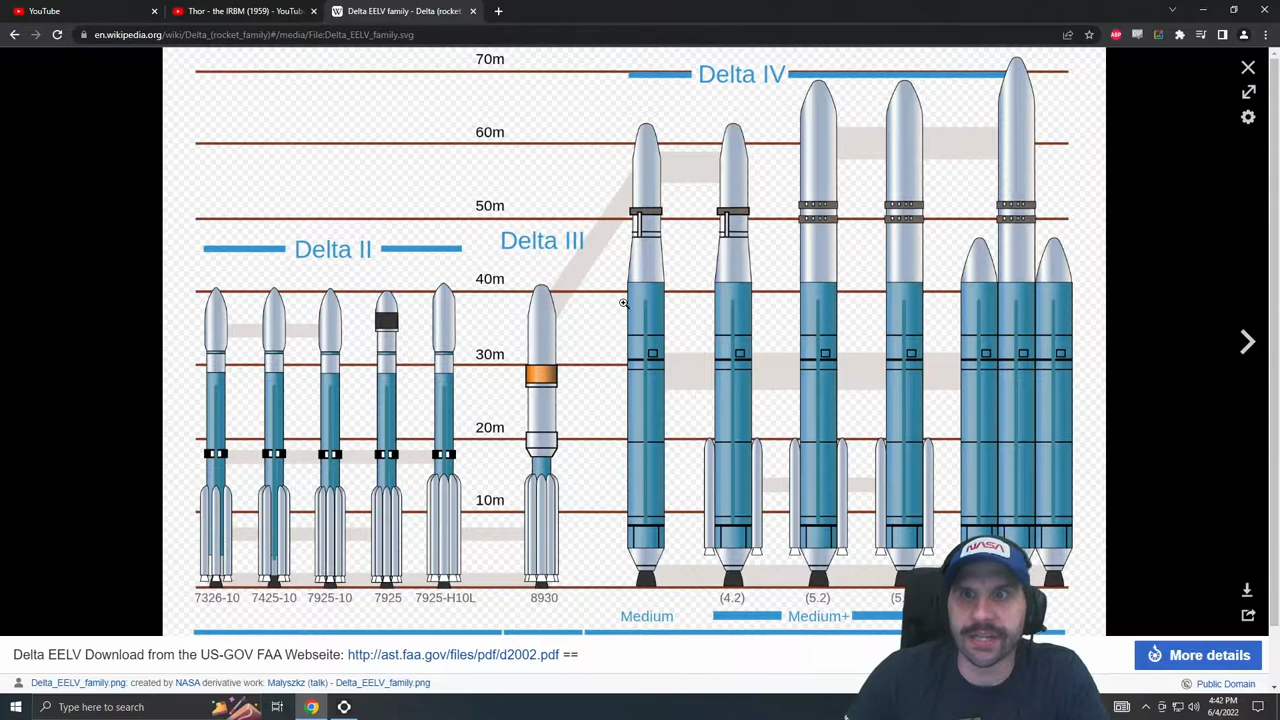 YouTube
Thor - the IRBM (1959) - YouTube
Delta (rocket family) - Delta (rocket
en.wikipedia.org/wiki/Delta_(rocket_family)#/media/File:Delta_EELV_family.svg
ABP
70m
Delta IV
60m
50m
Delta II
Delta III
40m
30m
20m
10m
7326-10 7425-10 7925-10 7925 7925-H10L 8930 (4.2) (5.2)
Medium Medium+
NASA
Delta EELV Download from the US-GOV FAA Webseite: http://ast.faa.gov/files/pdf/d2002.pdf ==
More details
Delta_EELV_family.png: created by NASA derivative work: Malyszkz (talk) - Delta_EELV_family.png
Public Domain
Type here to search
4:42 PM
6/4/2022